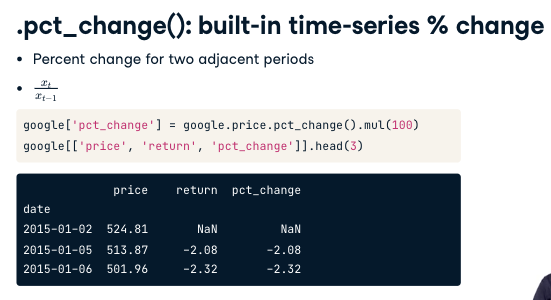 .pct_change(): built-in time-series % change
• Percent change for two adjacent periods
• x_t / x_{t-1}
google['pct_change'] = google.price.pct_change().mul(100)
google[['price', 'return', 'pct_change']].head(3)
price return pct_change
date
2015-01-02 524.81 NaN NaN
2015-01-05 513.87 -2.08 -2.08
2015-01-06 501.96 -2.32 -2.32